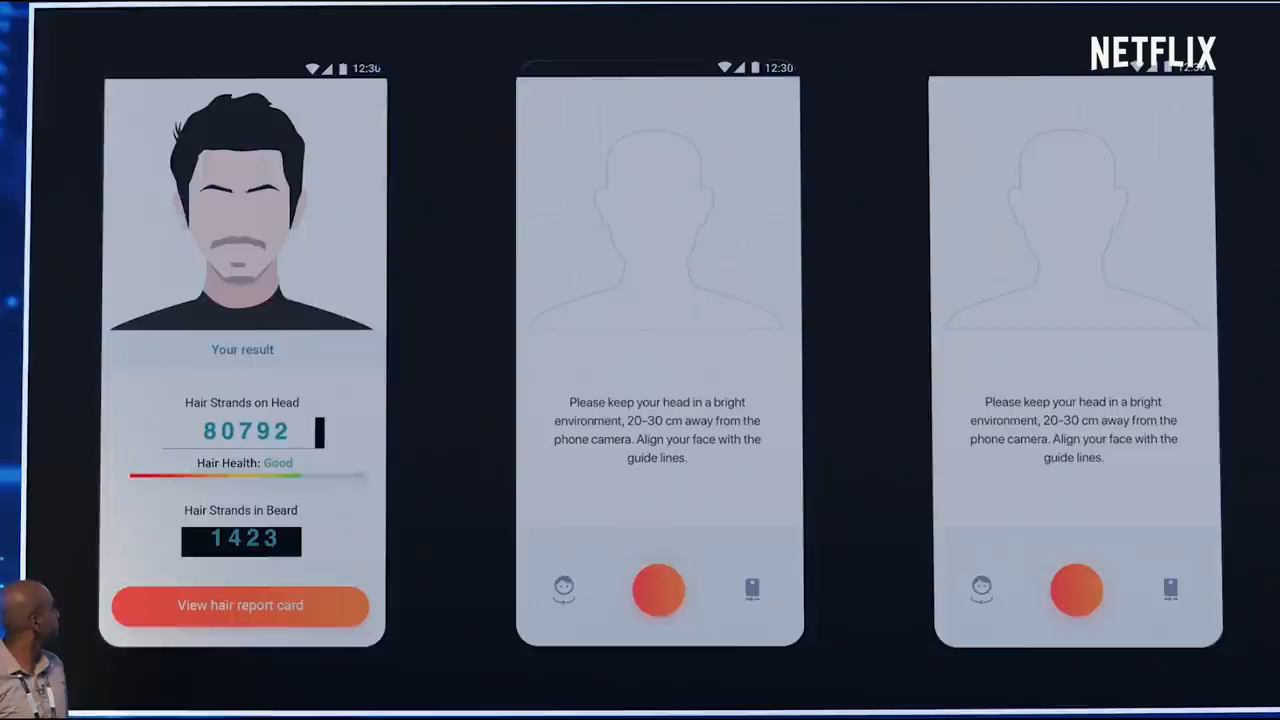 NETFLIX
12:30
12:30
12:30
Your result
Hair Strands on Head
80792
Hair Health: Good
Hair Strands in Beard
1423
View hair report card
Please keep your head in a bright
environment, 20-30 cm away from the
phone camera. Align your face with the
guide lines.
Please keep your head in a bright
environment, 20-30 cm away from the
phone camera. Align your face with the
guide lines.